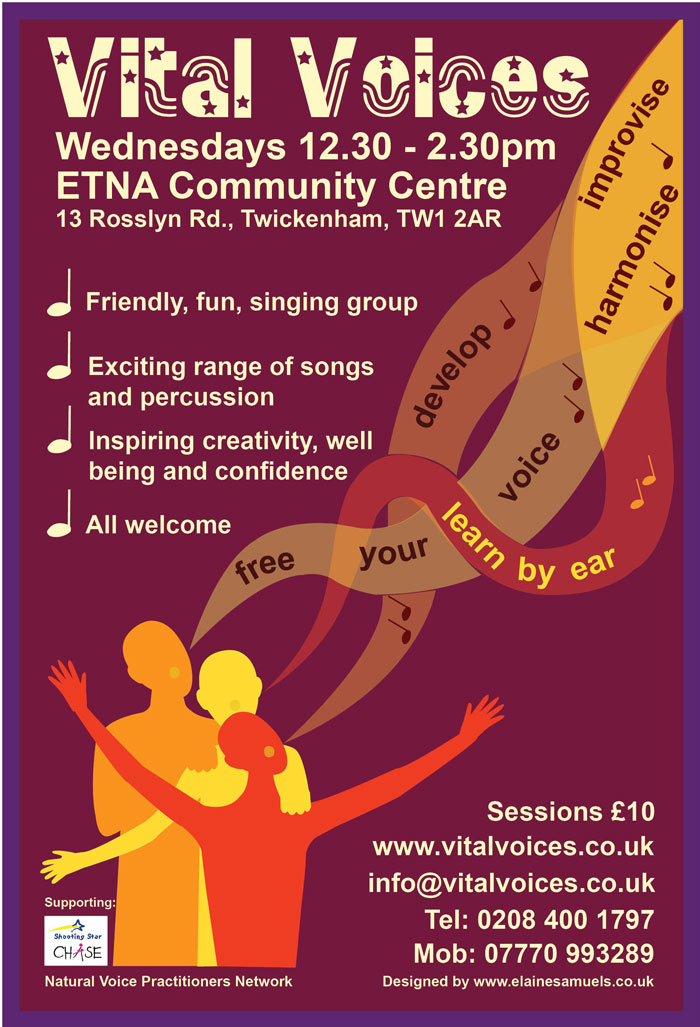 Vital Voices
Wednesdays 12.30 - 2.30pm
ETNA Community Centre
13 Rosslyn Rd., Twickenham, TW1 2AR
Friendly, fun, singing group
Exciting range of songs
and percussion
Inspiring creativity, well
being and confidence
All welcome
improvise
harmonise
develop
free your voice
learn by ear
Sessions £10
www.vitalvoices.co.uk
info@vitalvoices.co.uk
Tel: 0208 400 1797
Mob: 07770 993289
Supporting:
Shooting Star
CHASE
Natural Voice Practitioners Network
Designed by www.elainesamuels.co.uk